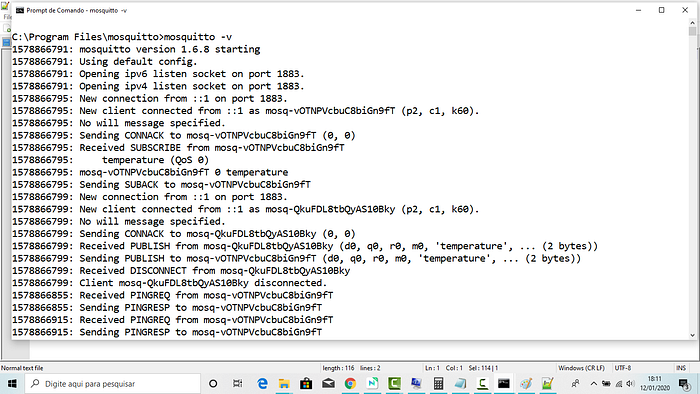 Prompt de Comando - mosquitto -v
C:\Program Files\mosquitto>mosquitto -v
1578866791: mosquitto version 1.6.8 starting
1578866791: Using default config.
1578866791: Opening ipv6 listen socket on port 1883.
1578866791: Opening ipv4 listen socket on port 1883.
1578866795: New connection from ::1 on port 1883.
1578866795: New client connected from ::1 as mosq-vOTNPVcbuC8biGn9fT (p2, c1, k60).
1578866795: No will message specified.
1578866795: Sending CONNACK to mosq-vOTNPVcbuC8biGn9fT (0, 0)
1578866795: Received SUBSCRIBE from mosq-vOTNPVcbuC8biGn9fT
1578866795:     temperature (QoS 0)
1578866795: mosq-vOTNPVcbuC8biGn9fT 0 temperature
1578866795: Sending SUBACK to mosq-vOTNPVcbuC8biGn9fT
1578866799: New connection from ::1 on port 1883.
1578866799: New client connected from ::1 as mosq-QkuFDL8tbQyAS10Bky (p2, c1, k60).
1578866799: No will message specified.
1578866799: Sending CONNACK to mosq-QkuFDL8tbQyAS10Bky (0, 0)
1578866799: Received PUBLISH from mosq-QkuFDL8tbQyAS10Bky (d0, q0, r0, m0, 'temperature', ... (2 bytes))
1578866799: Sending PUBLISH to mosq-vOTNPVcbuC8biGn9fT (d0, q0, r0, m0, 'temperature', ... (2 bytes))
1578866799: Received DISCONNECT from mosq-QkuFDL8tbQyAS10Bky
1578866799: Client mosq-QkuFDL8tbQyAS10Bky disconnected.
1578866855: Received PINGREQ from mosq-vOTNPVcbuC8biGn9fT
1578866855: Sending PINGRESP to mosq-vOTNPVcbuC8biGn9fT
1578866915: Received PINGREQ from mosq-vOTNPVcbuC8biGn9fT
1578866915: Sending PINGRESP to mosq-vOTNPVcbuC8biGn9fT
Normal text file length : 116 lines : 2 Ln : 1 Col : 1 Sel : 114 | 1 Windows (CR LF) UTF-8 INS
Digite aqui para pesquisar
18:11
12/01/2020